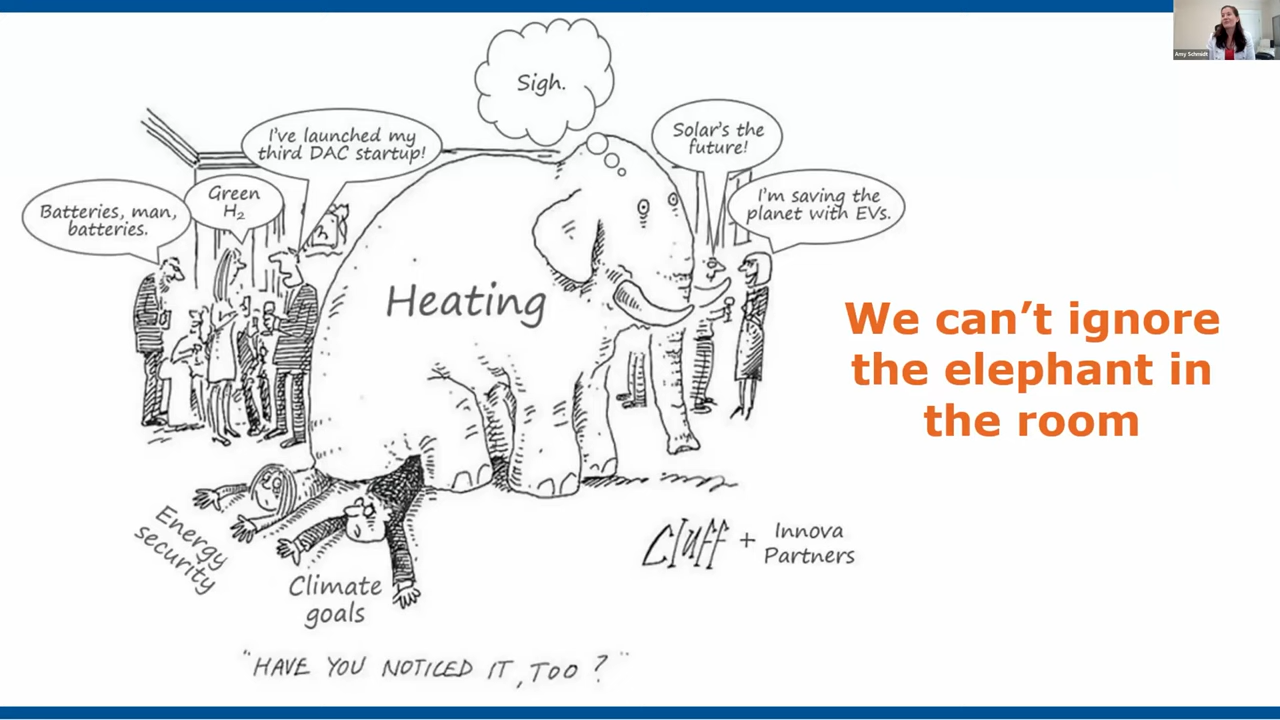 Amy Schmidt
Sigh.
I've launched my
third DAC startup!
Solar's the
future!
Green
H₂
Batteries, man,
batteries.
I'm saving the
planet with EVs.
Heating
We can't ignore
the elephant in
the room
Energy
security
Climate
goals
Cluff + Innova
Partners
"HAVE YOU NOTICED IT, TOO?"